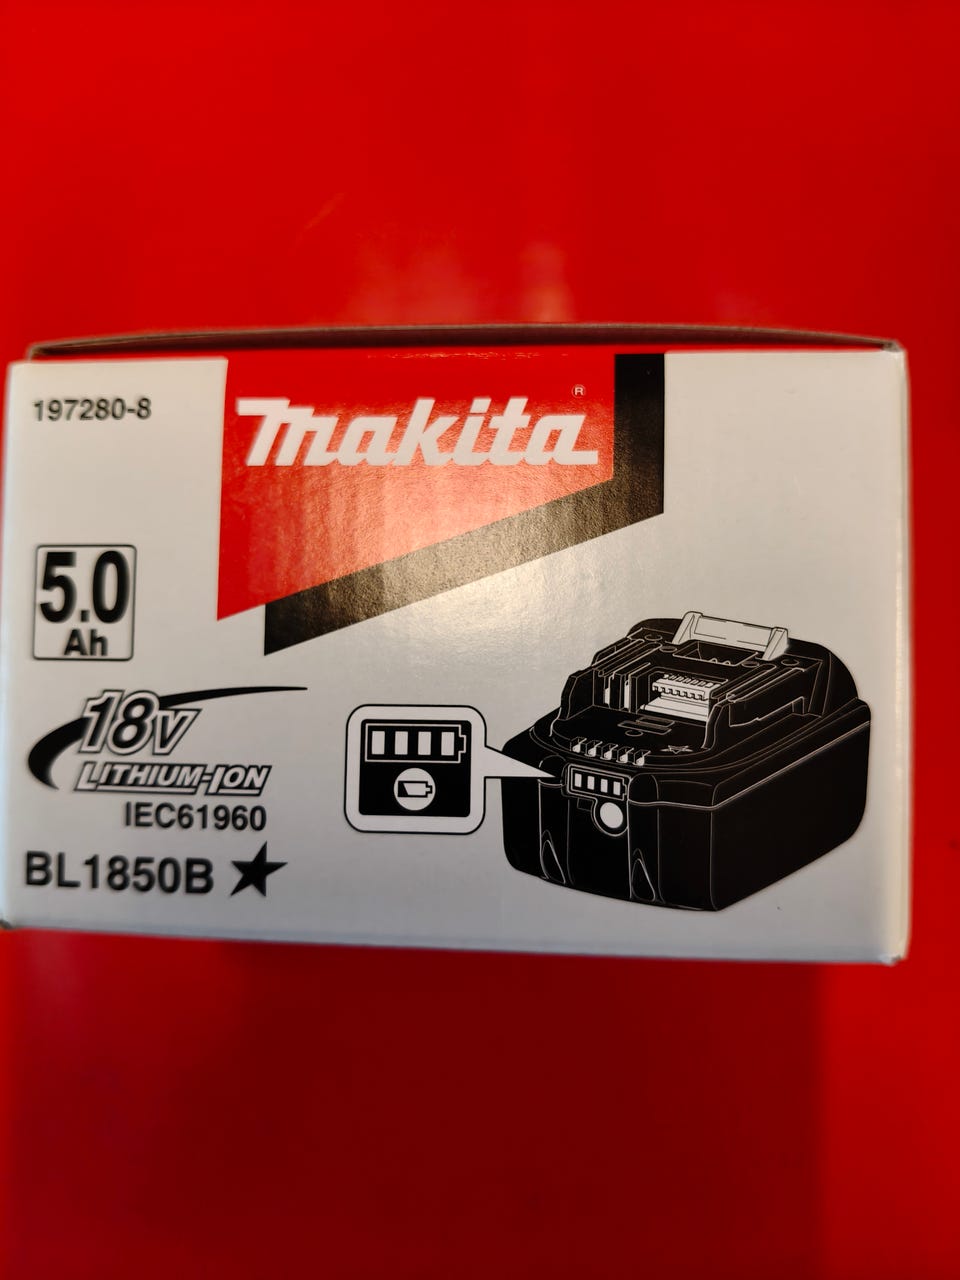 197280-8
makita®
5.0
Ah
18V
LITHIUM-ION
IEC61960
BL1850B ★